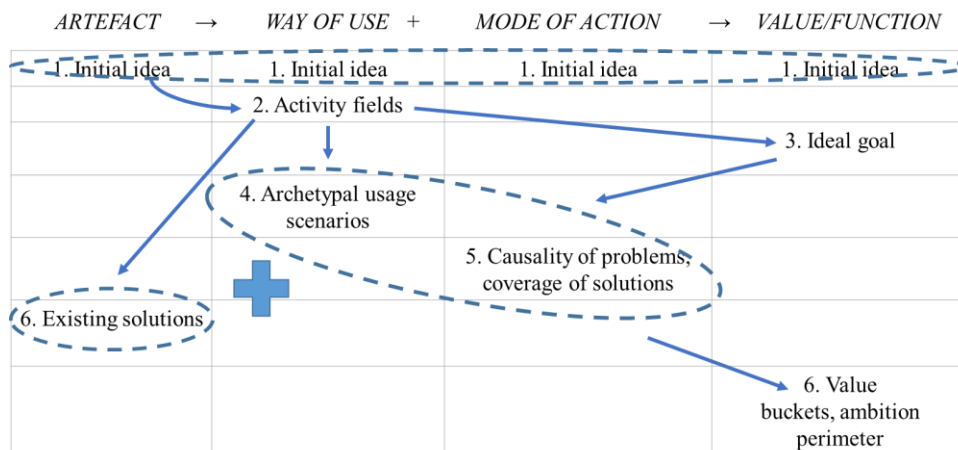 ARTEFACT → WAY OF USE + MODE OF ACTION → VALUE/FUNCTION
1. Initial idea 1. Initial idea 1. Initial idea 1. Initial idea
2. Activity fields
3. Ideal goal
4. Archetypal usage
scenarios
5. Causality of problems,
coverage of solutions
6. Existing solutions
6. Value
buckets, ambition
perimeter